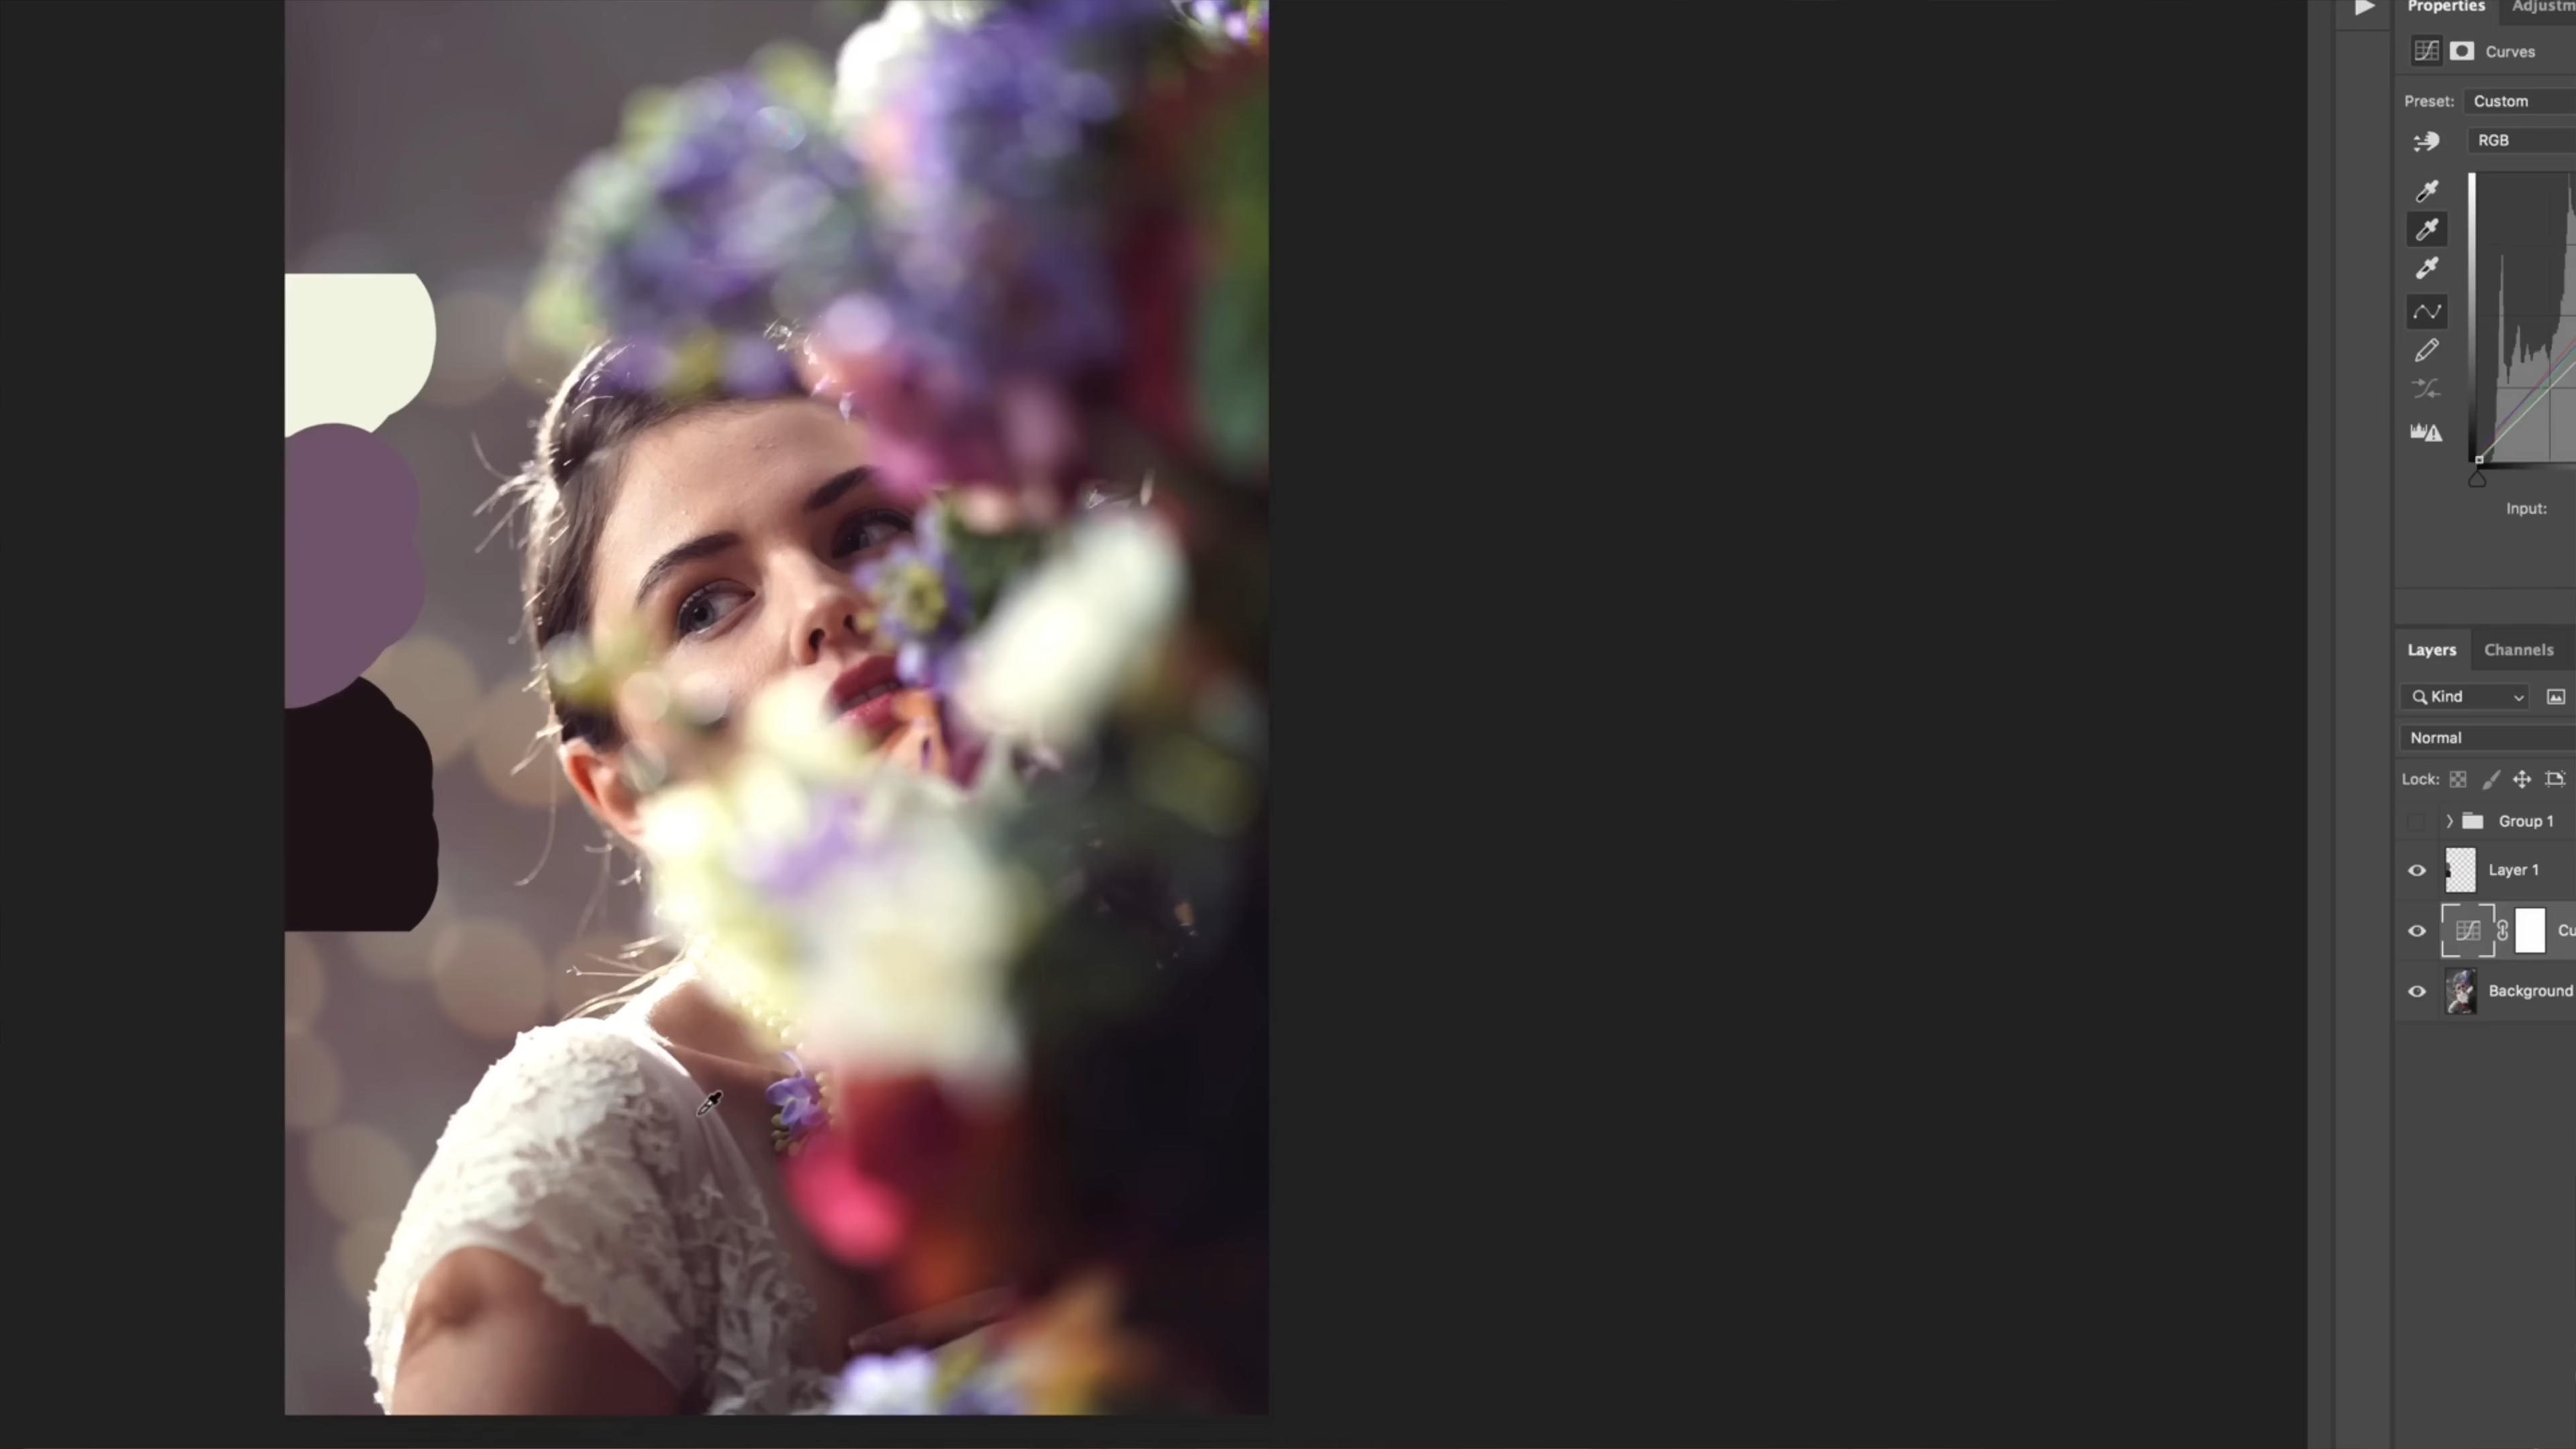 Properties Adjustm
Curves
Preset: Custom
RGB
Input:
Layers Channels
Kind
Normal
Lock:
Group 1
Layer 1
Cu
Background